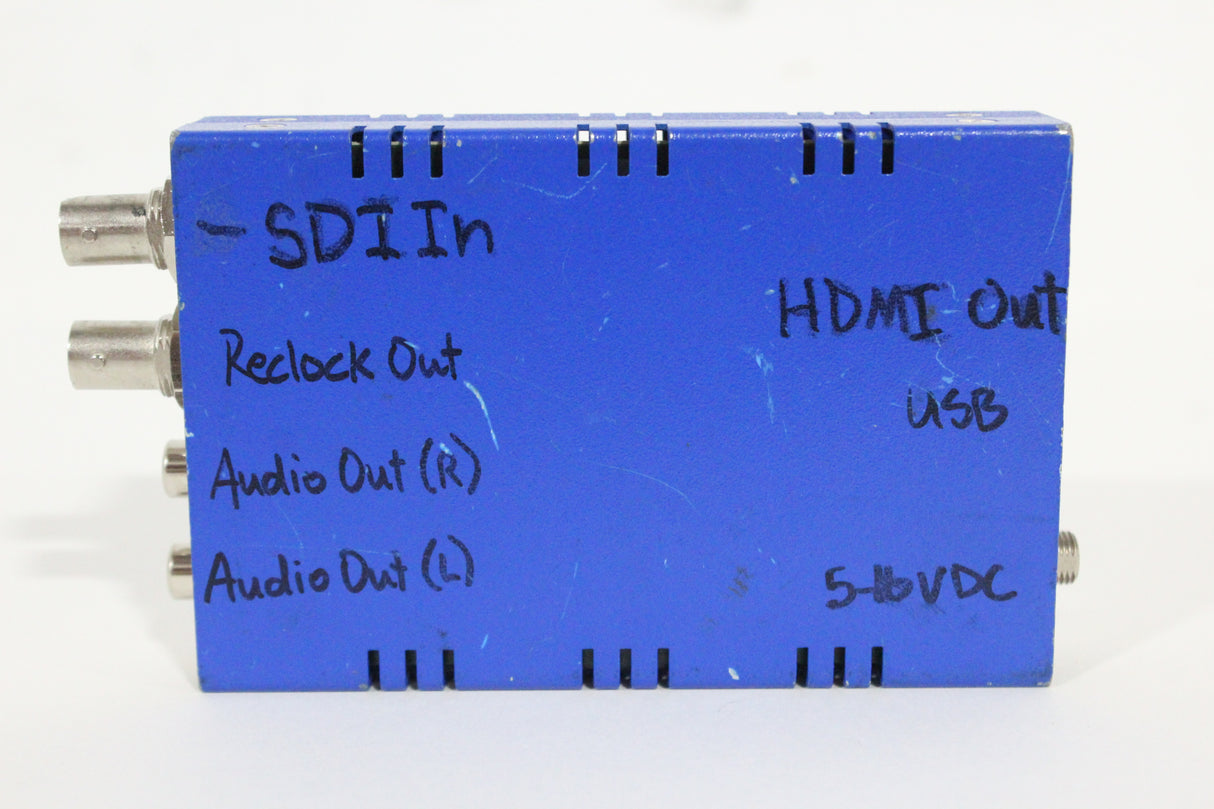 - SDI In
HDMI Out
Reclock Out
USB
Audio Out (R)
Audio Out (L)
5-16VDC